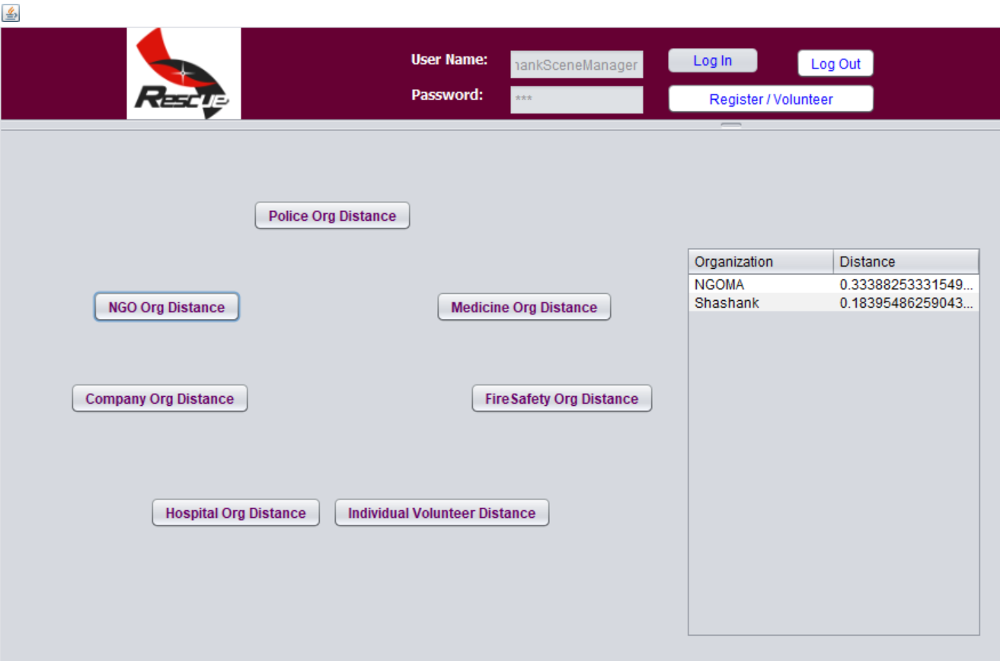 Rescue
User Name:
hankSceneManager
Log In
Log Out
Password:
***
Register / Volunteer
Police Org Distance
NGO Org Distance
Medicine Org Distance
Company Org Distance
FireSafety Org Distance
Hospital Org Distance
Individual Volunteer Distance
Organization Distance
NGOMA 0.33388253331549...
Shashank 0.18395486259043...